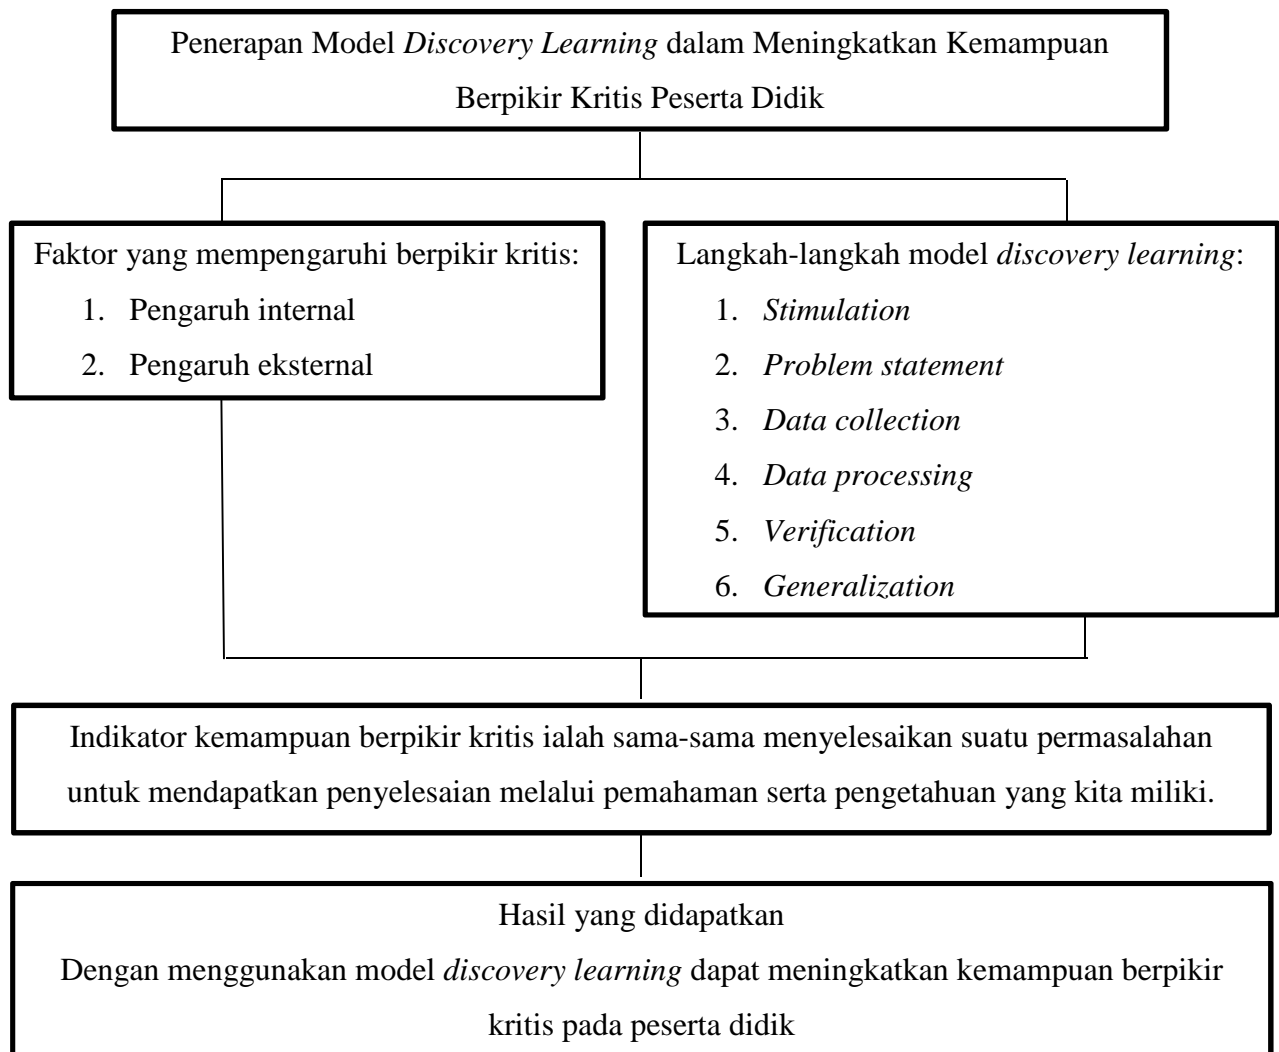 Penerapan Model Discovery Learning dalam Meningkatkan Kemampuan
Berpikir Kritis Peserta Didik
Faktor yang mempengaruhi berpikir kritis:
1. Pengaruh internal
2. Pengaruh eksternal
Langkah-langkah model discovery learning:
1. Stimulation
2. Problem statement
3. Data collection
4. Data processing
5. Verification
6. Generalization
Indikator kemampuan berpikir kritis ialah sama-sama menyelesaikan suatu permasalahan
untuk mendapatkan penyelesaian melalui pemahaman serta pengetahuan yang kita miliki.
Hasil yang didapatkan
Dengan menggunakan model discovery learning dapat meningkatkan kemampuan berpikir
kritis pada peserta didik